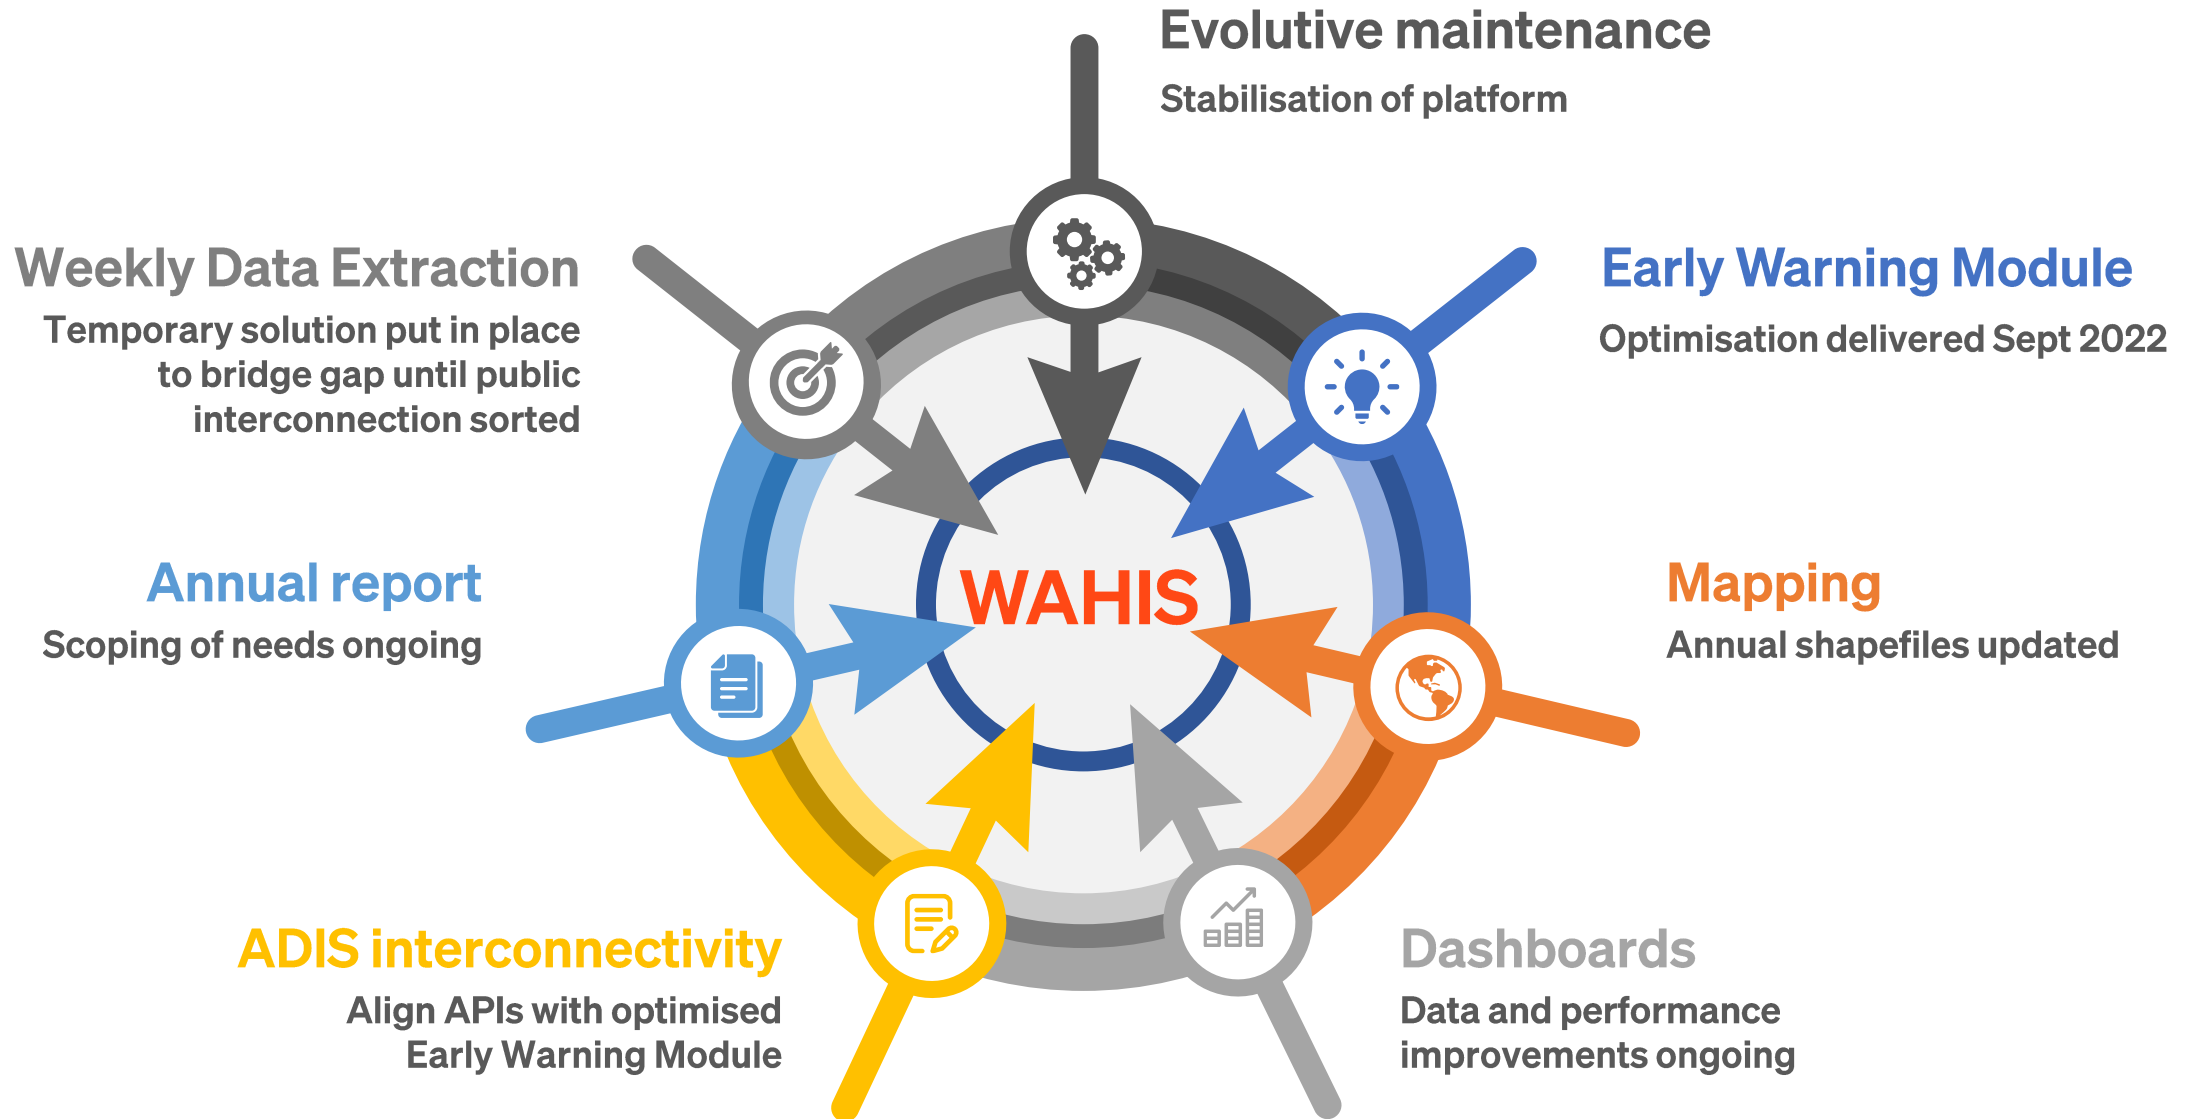 Evolutive maintenance
Stabilisation of platform
Weekly Data Extraction
Temporary solution put in place
to bridge gap until public
interconnection sorted
Early Warning Module
Optimisation delivered Sept 2022
WAHIS
Annual report
Scoping of needs ongoing
Mapping
Annual shapefiles updated
ADIS interconnectivity
Align APIs with optimised
Early Warning Module
Dashboards
Data and performance
improvements ongoing